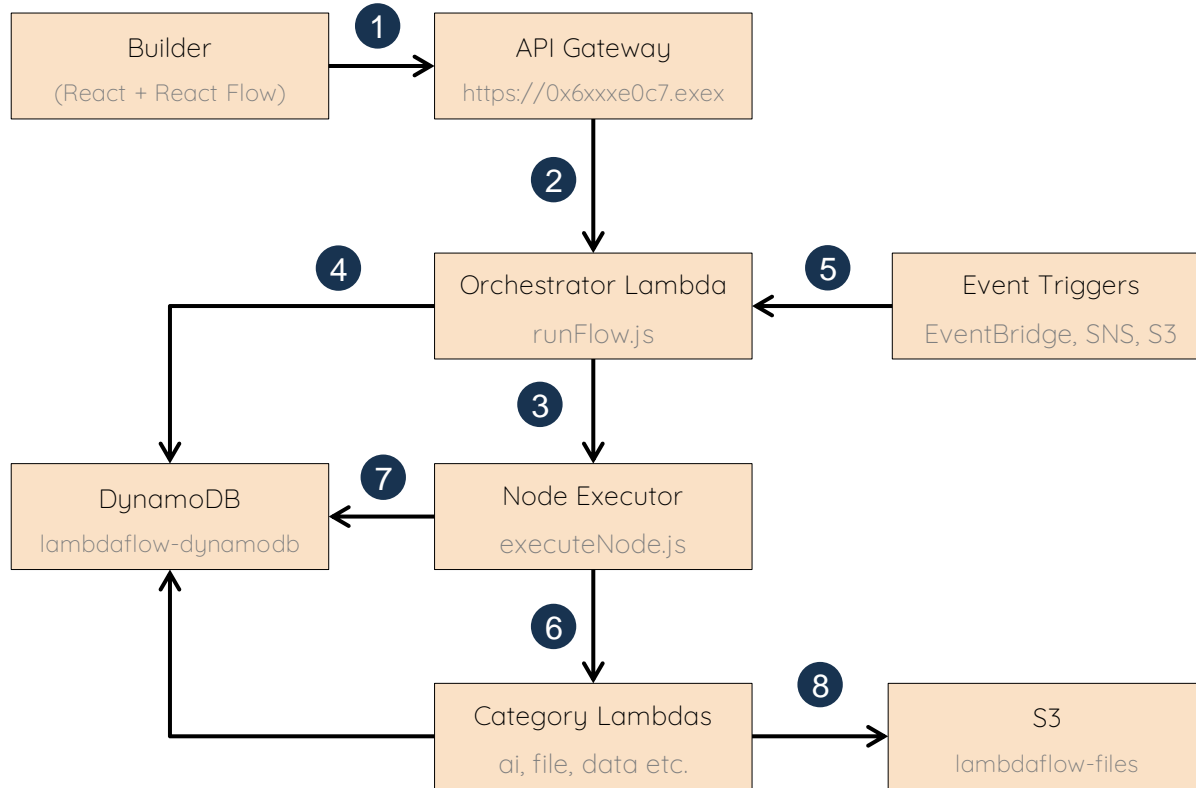 1
Builder
(React + React Flow)
API Gateway
https://0x6xxxe0c7.exex
2
4
5
Orchestrator Lambda
runFlow.js
Event Triggers
EventBridge, SNS, S3
3
7
DynamoDB
lambdaflow-dynamodb
Node Executor
executeNode.js
6
8
Category Lambdas
ai, file, data etc.
S3
lambdaflow-files